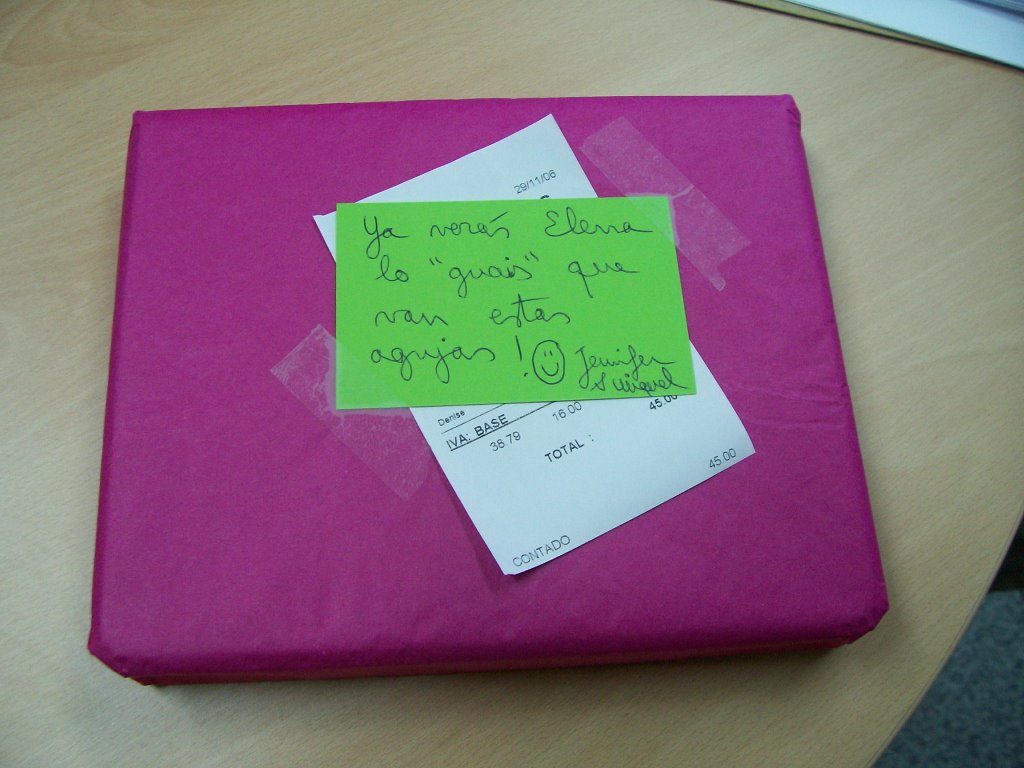 29/11/06
Ya verás Elena
lo "guais" que
van estas
agujas!
Jennifer
Denise
IVA: BASE 16.00 45.00
38.79
TOTAL :
45.00
CONTADO